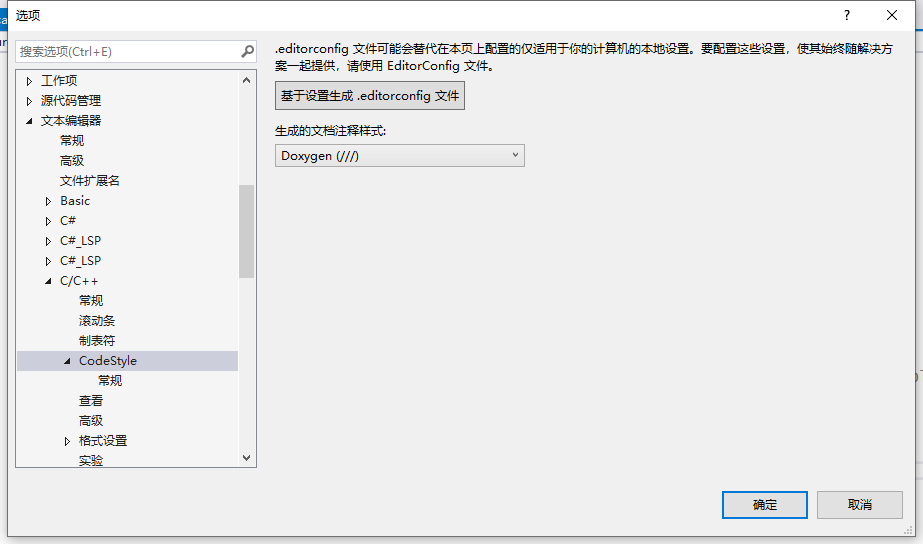 选项
?
搜索选项(Ctrl+E)
工作项
源代码管理
文本编辑器
常规
高级
文件扩展名
Basic
C#
C#_LSP
C#_LSP
C/C++
常规
滚动条
制表符
CodeStyle
常规
查看
高级
格式设置
实验
.editorconfig 文件可能会替代在本页上配置的仅适用于你的计算机的本地设置。要配置这些设置，使其始终随解决方
案一起提供，请使用 EditorConfig 文件。
基于设置生成 .editorconfig 文件
生成的文档注释样式:
Doxygen (///)
确定
取消